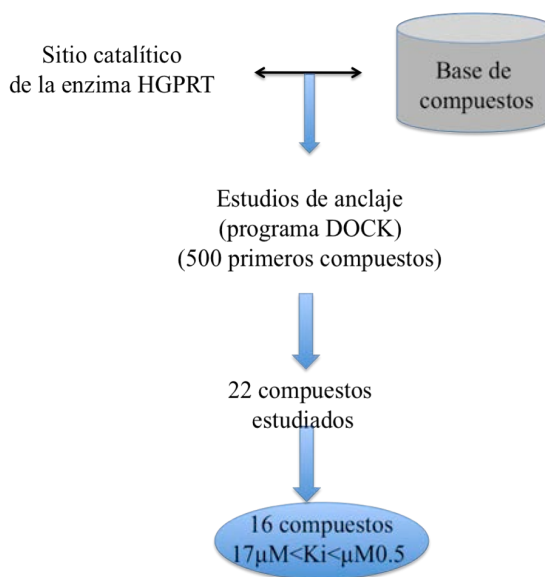 Sitio catalítico
de la enzima HGPRT
Base de
compuestos
Estudios de anclaje
(programa DOCK)
(500 primeros compuestos)
22 compuestos
estudiados
16 compuestos
17µM<Ki<µM0.5